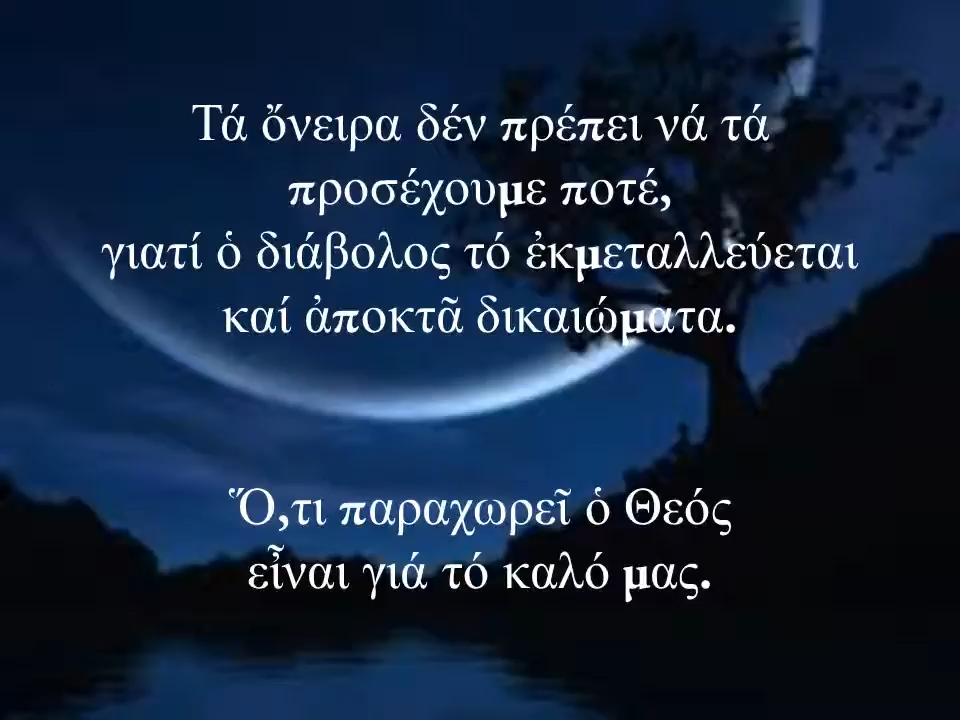 Τά ὄνειρα δέν πρέπει νά τά
προσέχουμε ποτέ,
γιατί ὁ διάβολος τό ἐκμεταλλεύεται
καί ἀποκτᾶ δικαιώματα.
Ὅ,τι παραχωρεῖ ὁ Θεός
εἶναι γιά τό καλό μας.